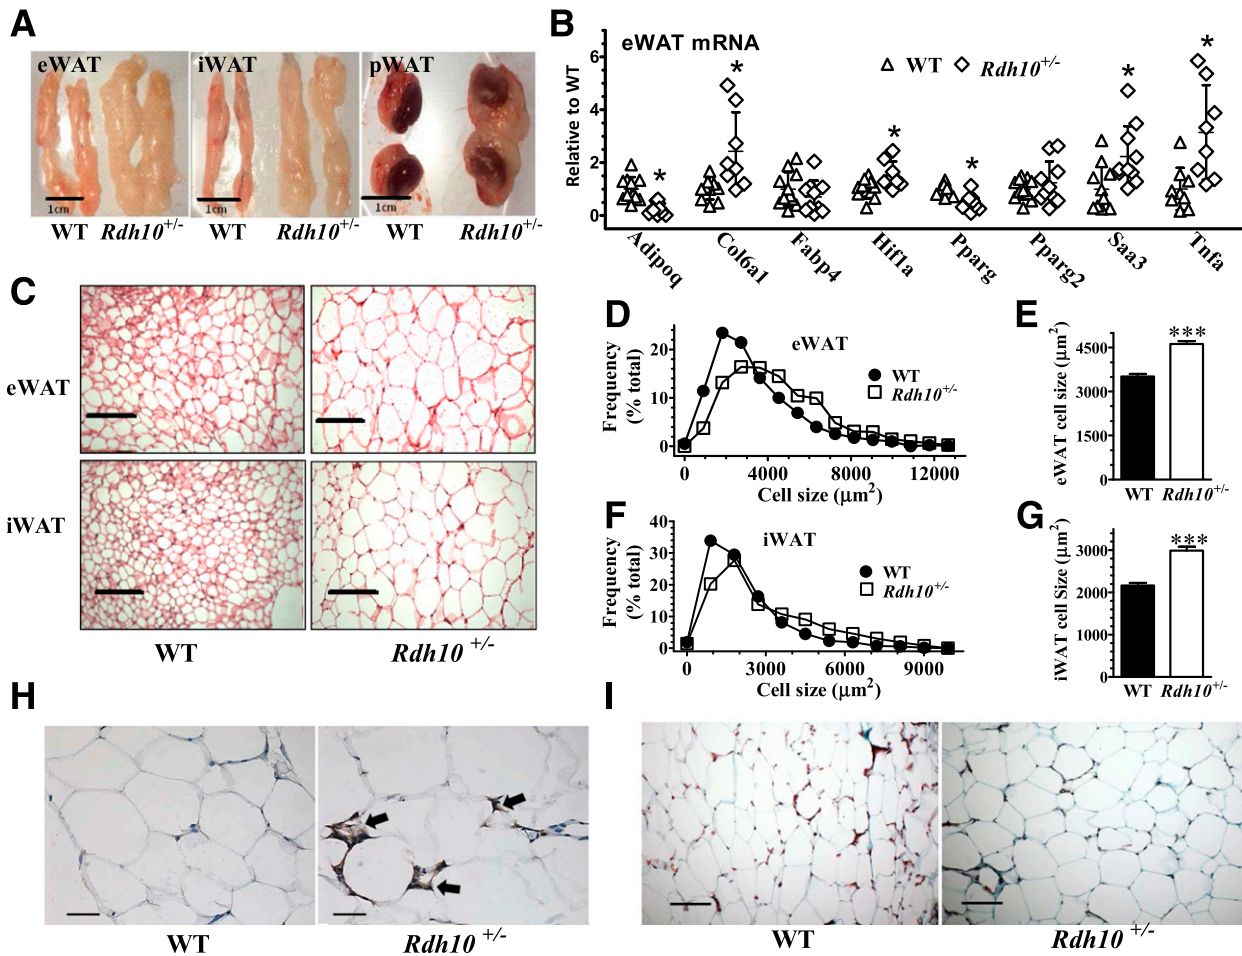 A
eWAT
iWAT
pWAT
1cm
1cm
WT Rdh10+/-
WT Rdh10+/-
WT Rdh10+/-
B
eWAT mRNA
WT Rdh10+/-
Relative to WT
6
4
2
0
* * * * * *
Adipoq
Col6a1
Fabp4
Hif1a
Pparg
Pparg2
Saa3
Tnfa
C
eWAT
iWAT
WT
Rdh10 +/-
D
eWAT
WT
Rdh10+/-
Frequency
(% total)
20
10
0
0 4000 8000 12000
Cell size (μm²)
E
***
eWAT cell size (μm²)
4500
3000
1500
0
WT Rdh10+/-
F
iWAT
WT
Rdh10+/-
Frequency
(% total)
40
30
20
10
0
0 3000 6000 9000
Cell size (μm²)
G
***
iWAT cell Size (μm²)
3000
2000
1000
0
WT Rdh10+/-
H
WT
Rdh10 +/-
I
WT
Rdh10 +/-